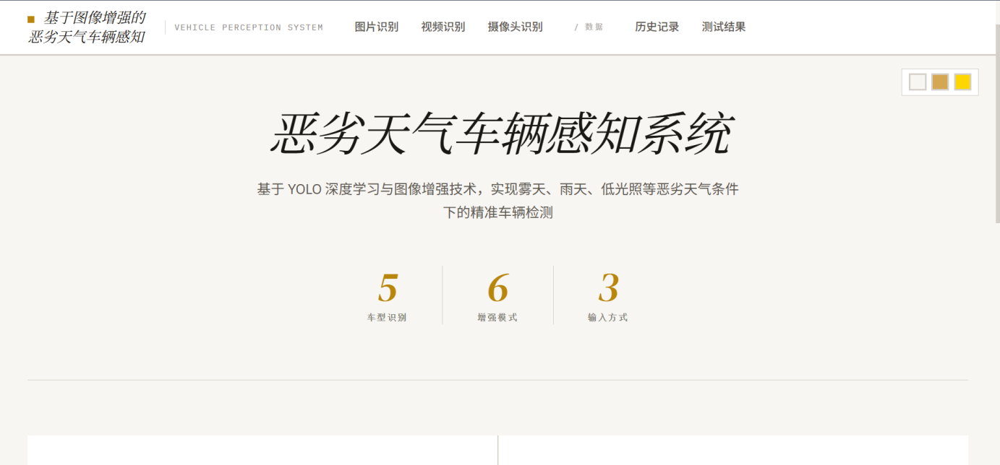 基于图像增强的
恶劣天气车辆感知
VEHICLE PERCEPTION SYSTEM
图片识别 视频识别 摄像头识别 / 数据 历史记录 测试结果
恶劣天气车辆感知系统
基于 YOLO 深度学习与图像增强技术，实现雾天、雨天、低光照等恶劣天气条件
下的精准车辆检测
5 6 3
车型识别 增强模式 输入方式